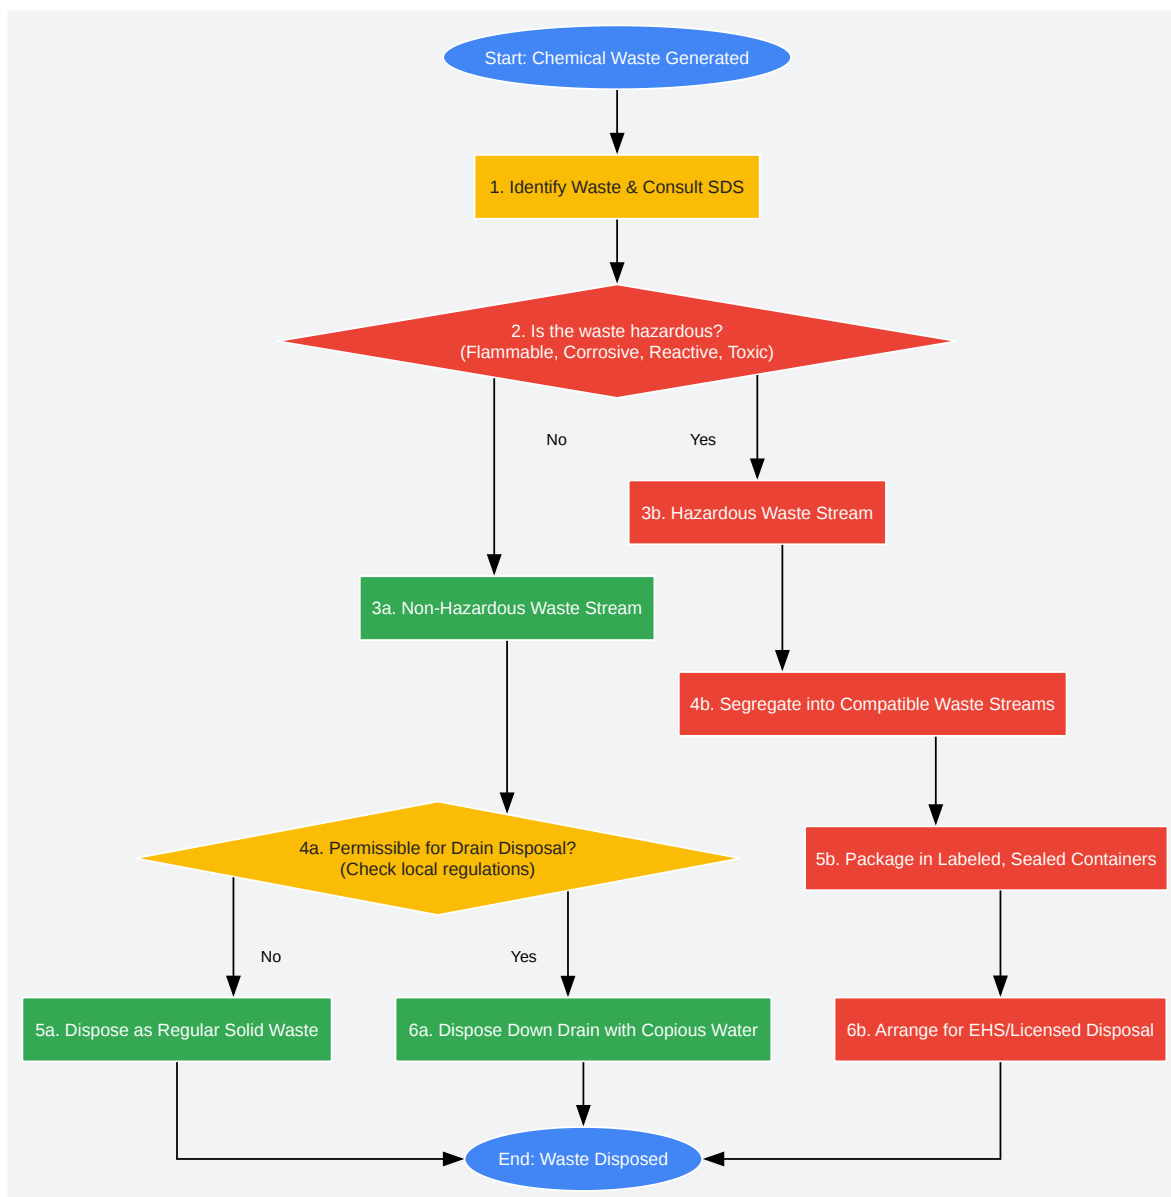 Start: Chemical Waste Generated
1. Identify Waste & Consult SDS
2. Is the waste hazardous?
(Flammable, Corrosive, Reactive, Toxic)
No
Yes
3b. Hazardous Waste Stream
3a. Non-Hazardous Waste Stream
4b. Segregate into Compatible Waste Streams
4a. Permissible for Drain Disposal?
(Check local regulations)
5b. Package in Labeled, Sealed Containers
No
Yes
5a. Dispose as Regular Solid Waste
6a. Dispose Down Drain with Copious Water
6b. Arrange for EHS/Licensed Disposal
End: Waste Disposed